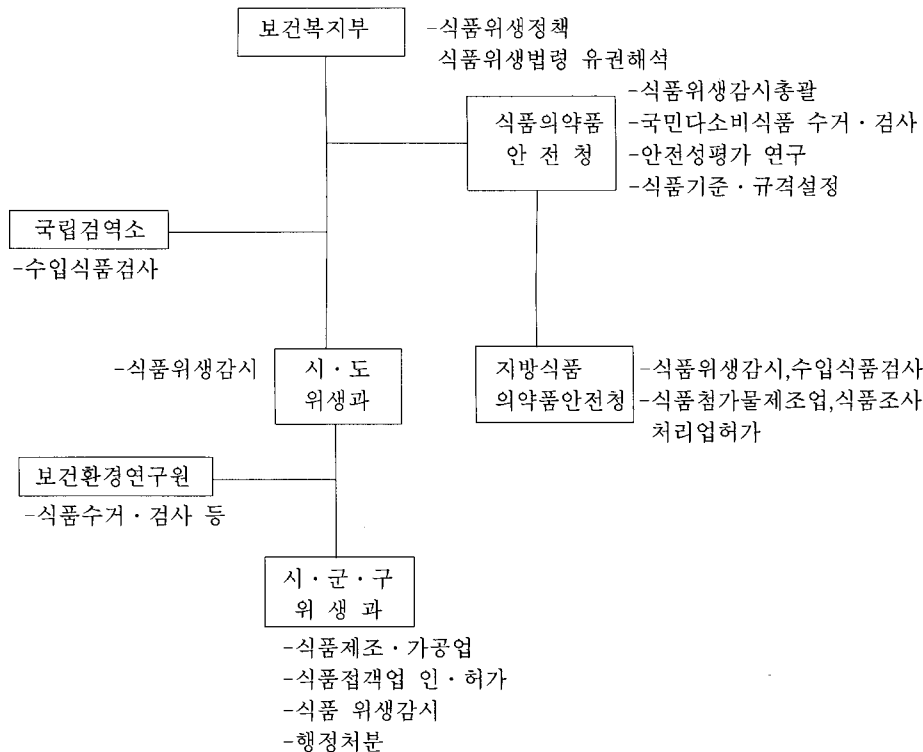 보건복지부
-식품위생정책
식품위생법령 유권해석
식품의약품
안 전 청
-식품위생감시총괄
-국민다소비식품 수거·검사
-안전성평가 연구
-식품기준·규격설정
국립검역소
-수입식품검사
-식품위생감시
시·도
위생과
지방식품
의약품안전청
-식품위생감시,수입식품검사
-식품첨가물제조업,식품조사
처리업허가
보건환경연구원
-식품수거·검사 등
시·군·구
위 생 과
-식품제조·가공업
-식품접객업 인·허가
-식품 위생감시
-행정처분